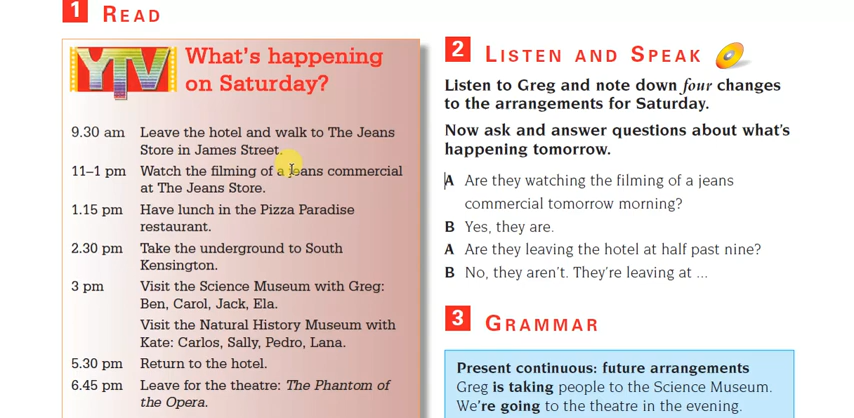 1 READ
YTV
What's happening
on Saturday?
9.30 am Leave the hotel and walk to The Jeans
Store in James Street.
11–1 pm Watch the filming of a jeans commercial
at The Jeans Store.
1.15 pm Have lunch in the Pizza Paradise
restaurant.
2.30 pm Take the underground to South
Kensington.
3 pm Visit the Science Museum with Greg:
Ben, Carol, Jack, Ela.
Visit the Natural History Museum with
Kate: Carlos, Sally, Pedro, Lana.
5.30 pm Return to the hotel.
6.45 pm Leave for the theatre: The Phantom of
the Opera.
2 LISTEN AND SPEAK
Listen to Greg and note down four changes
to the arrangements for Saturday.
Now ask and answer questions about what's
happening tomorrow.
A Are they watching the filming of a jeans
commercial tomorrow morning?
B Yes, they are.
A Are they leaving the hotel at half past nine?
B No, they aren't. They're leaving at ...
3 GRAMMAR
Present continuous: future arrangements
Greg is taking people to the Science Museum.
We're going to the theatre in the evening.